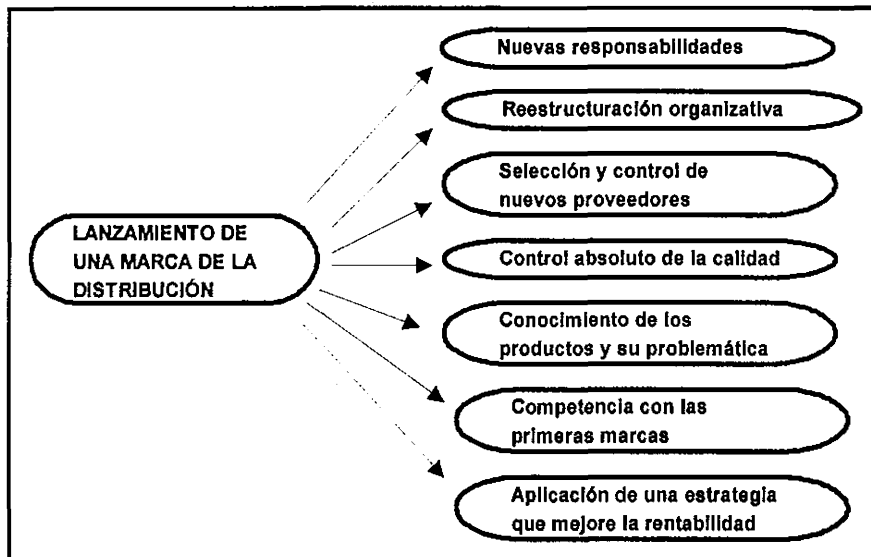 Nuevas responsabilidades
Reestructuración organizativa
Selección y control de
nuevos proveedores
LANZAMIENTO DE
UNA MARCA DE LA
DISTRIBUCIÓN
Control absoluto de la calidad
Conocimiento de los
productos y su problemática
Competencia con las
primeras marcas
Aplicación de una estrategia
que mejore la rentabilidad